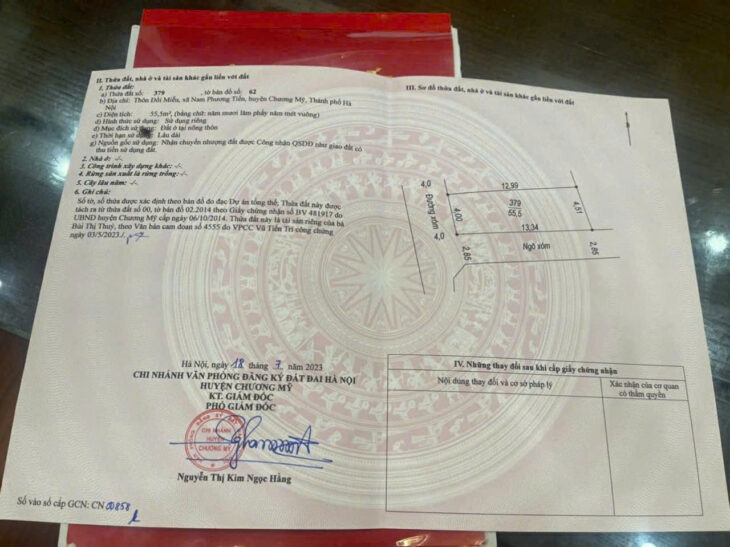 II. Thửa đất, nhà ở và tài sản khác gắn liền với đất
1. Thửa đất:
a) Thửa đất số: 379 , tờ bản đồ số: 62
b) Địa chỉ: Thôn Đồi Miễu, xã Nam Phương Tiến, huyện Chương Mỹ, Thành phố Hà
Nội
c) Diện tích: 55,5m², (bằng chữ: năm mươi lăm phẩy năm mét vuông)
d) Hình thức sử dụng: Sử dụng riêng
đ) Mục đích sử dụng: Đất ở tại nông thôn
e) Thời hạn sử dụng: Lâu dài
g) Nguồn gốc sử dụng: Nhận chuyển nhượng đất được Công nhận QSDĐ như giao đất có
thu tiền sử dụng đất.
2. Nhà ở: -/-.
3. Công trình xây dựng khác: -/-.
4. Rừng sản xuất là rừng trồng: -/-.
5. Cây lâu năm: -/-.
6. Ghi chú:
Số tờ, số thửa được xác định theo bản đồ đo đạc Dự án tổng thể; Thửa đất này được
tách ra từ thửa đất số 00, tờ bản đồ 02.2014 theo Giấy chứng nhận số BV 481917 do
UBND huyện Chương Mỹ cấp ngày 06/10/2014. Thửa đất này là tài sản riêng của bà
Bùi Thị Thuỷ, theo Văn bản cam đoan số 4555 do VPCC Vũ Tiến Trí công chứng
ngày 03/5/2023./.
Hà Nội, ngày 18 tháng 7 năm 2023
CHI NHÁNH VĂN PHÒNG ĐĂNG KÝ ĐẤT ĐAI HÀ NỘI
HUYỆN CHƯƠNG MỸ
KT. GIÁM ĐỐC
PHÓ GIÁM ĐỐC
CHI NHÁNH
HUYỆN
CHƯƠNG MỸ
Nguyễn Thị Kim Ngọc Hằng
Số vào sổ cấp GCN: CN 00858
III. Sơ đồ thửa đất, nhà ở và tài sản khác gắn liền với đất
4,0
12,99
Đường xóm
4,00
379
55,5
4,51
4,0
13,34
Ngõ xóm
2,85
2,85
IV. Những thay đổi sau khi cấp giấy chứng nhận
Nội dung thay đổi và cơ sở pháp lý
Xác nhận của cơ quan
có thẩm quyền